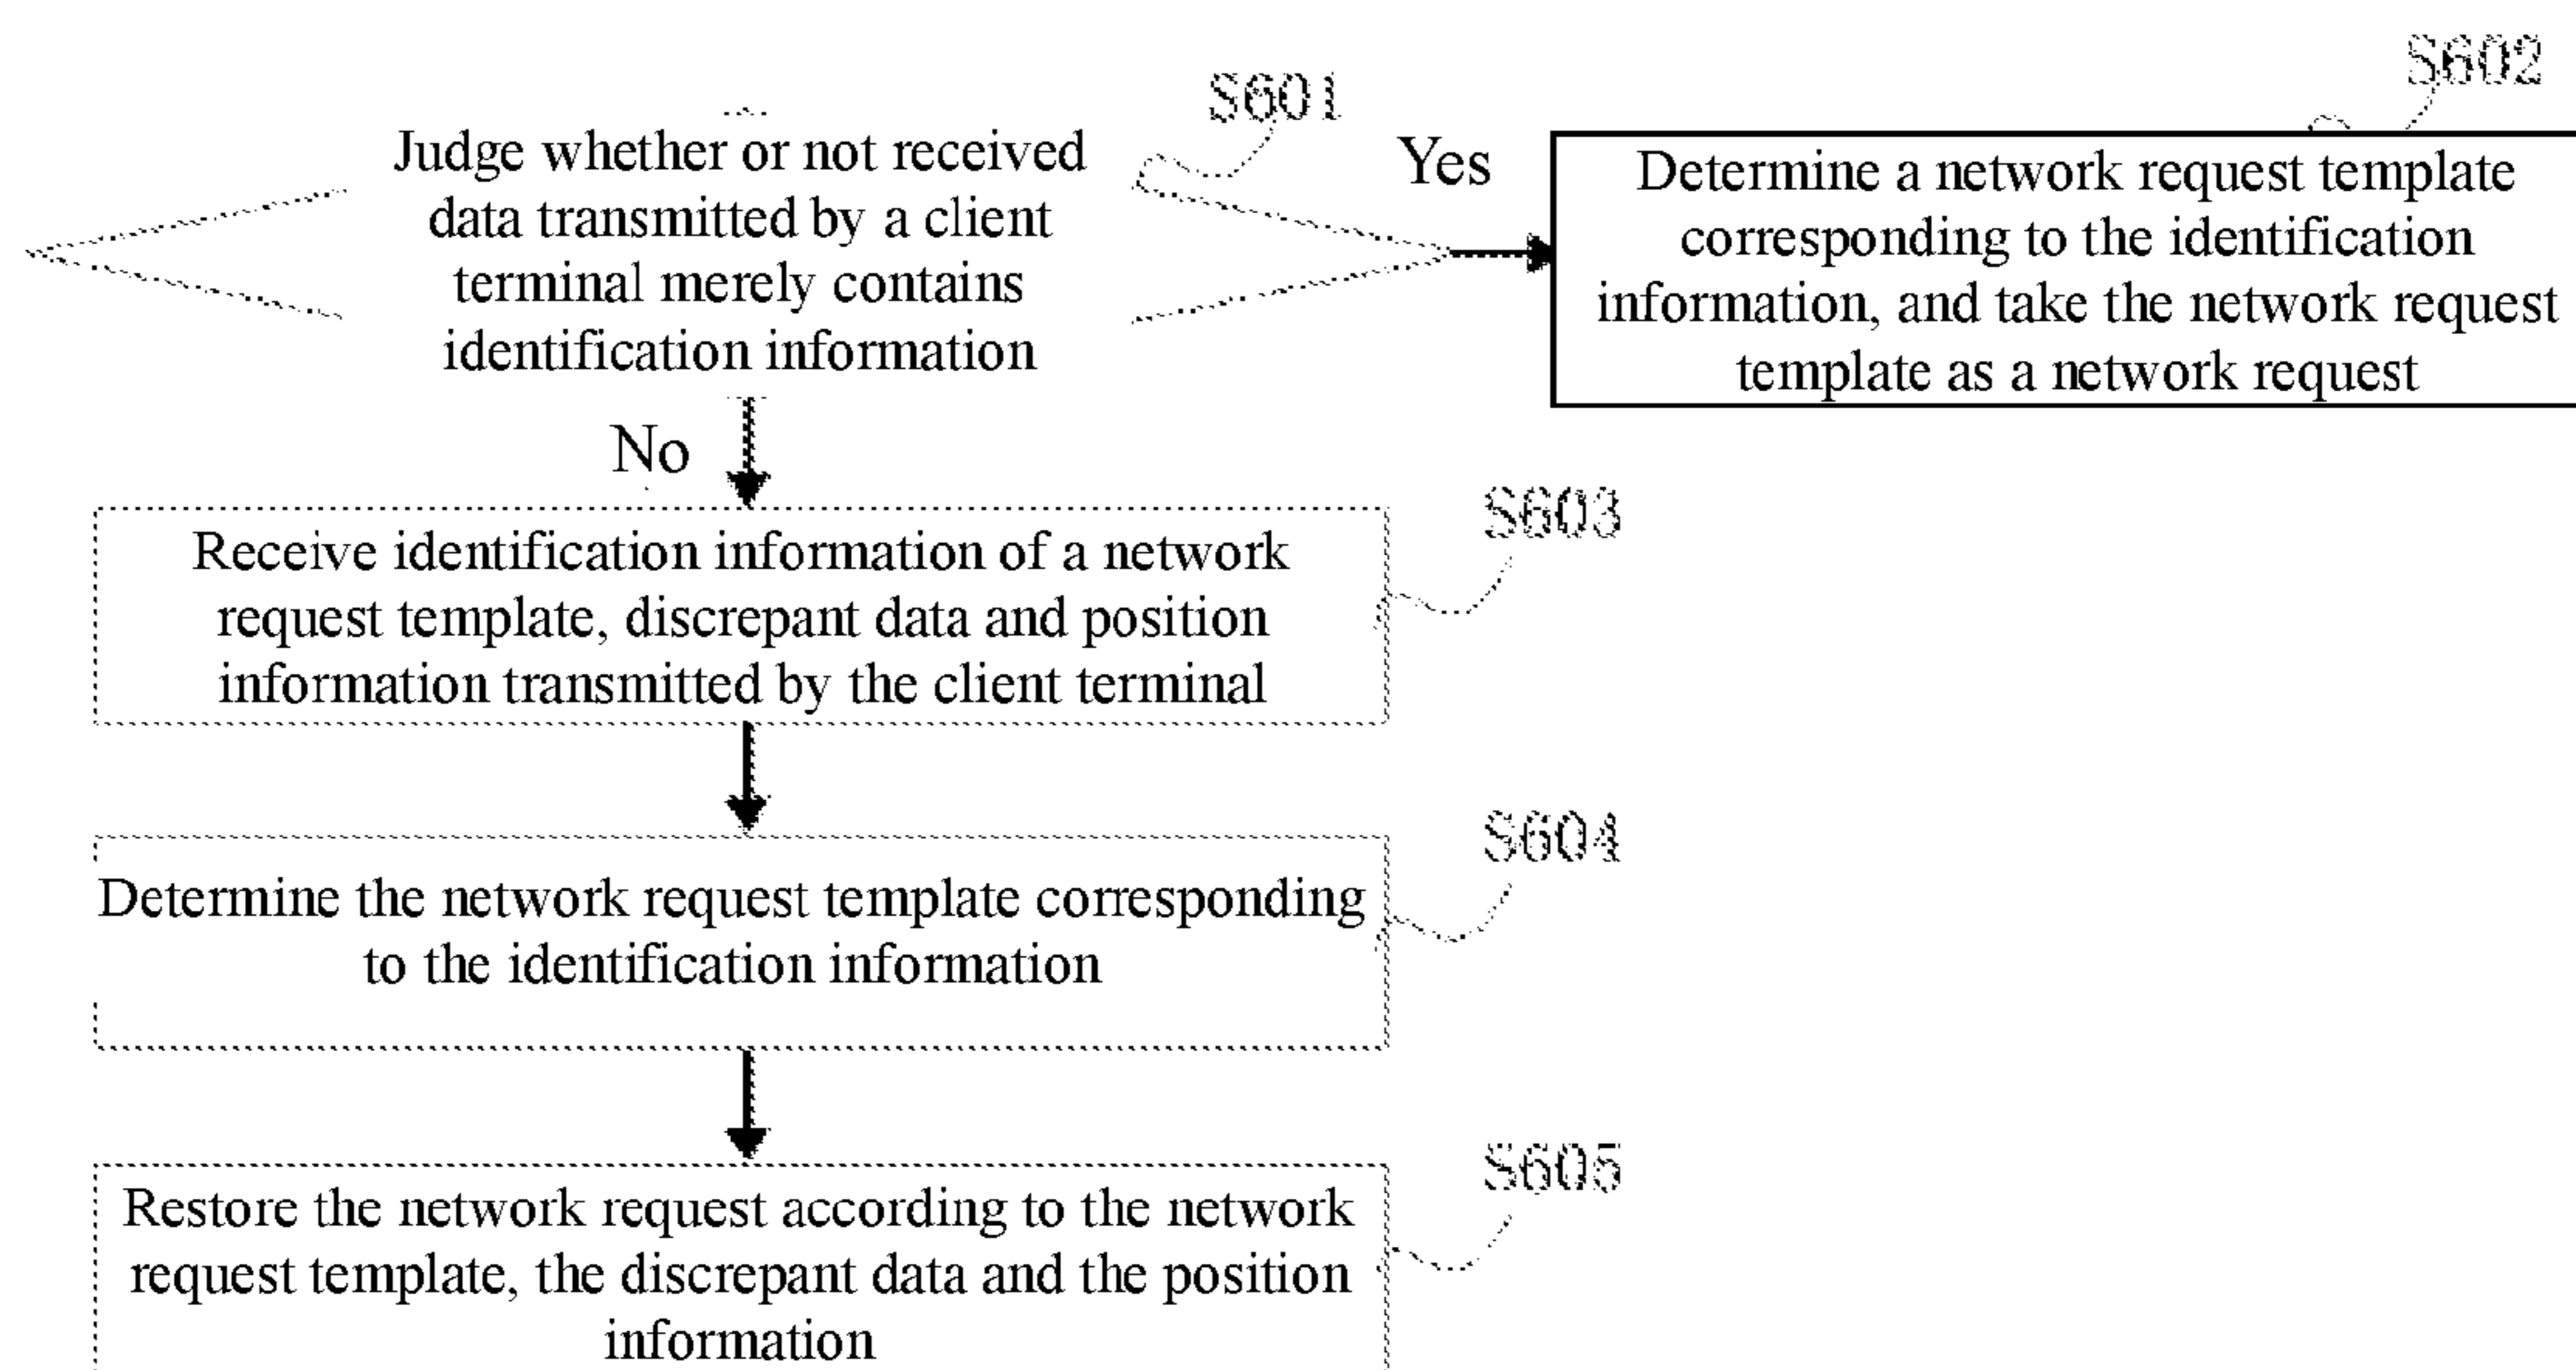 S601
Judge whether or not received
data transmitted by a client
terminal merely contains
identification information
Yes
S602
Determine a network request template
corresponding to the identification
information, and take the network request
template as a network request
No
S603
Receive identification information of a network
request template, discrepant data and position
information transmitted by the client terminal
S604
Determine the network request template corresponding
to the identification information
S605
Restore the network request according to the network
request template, the discrepant data and the position
information